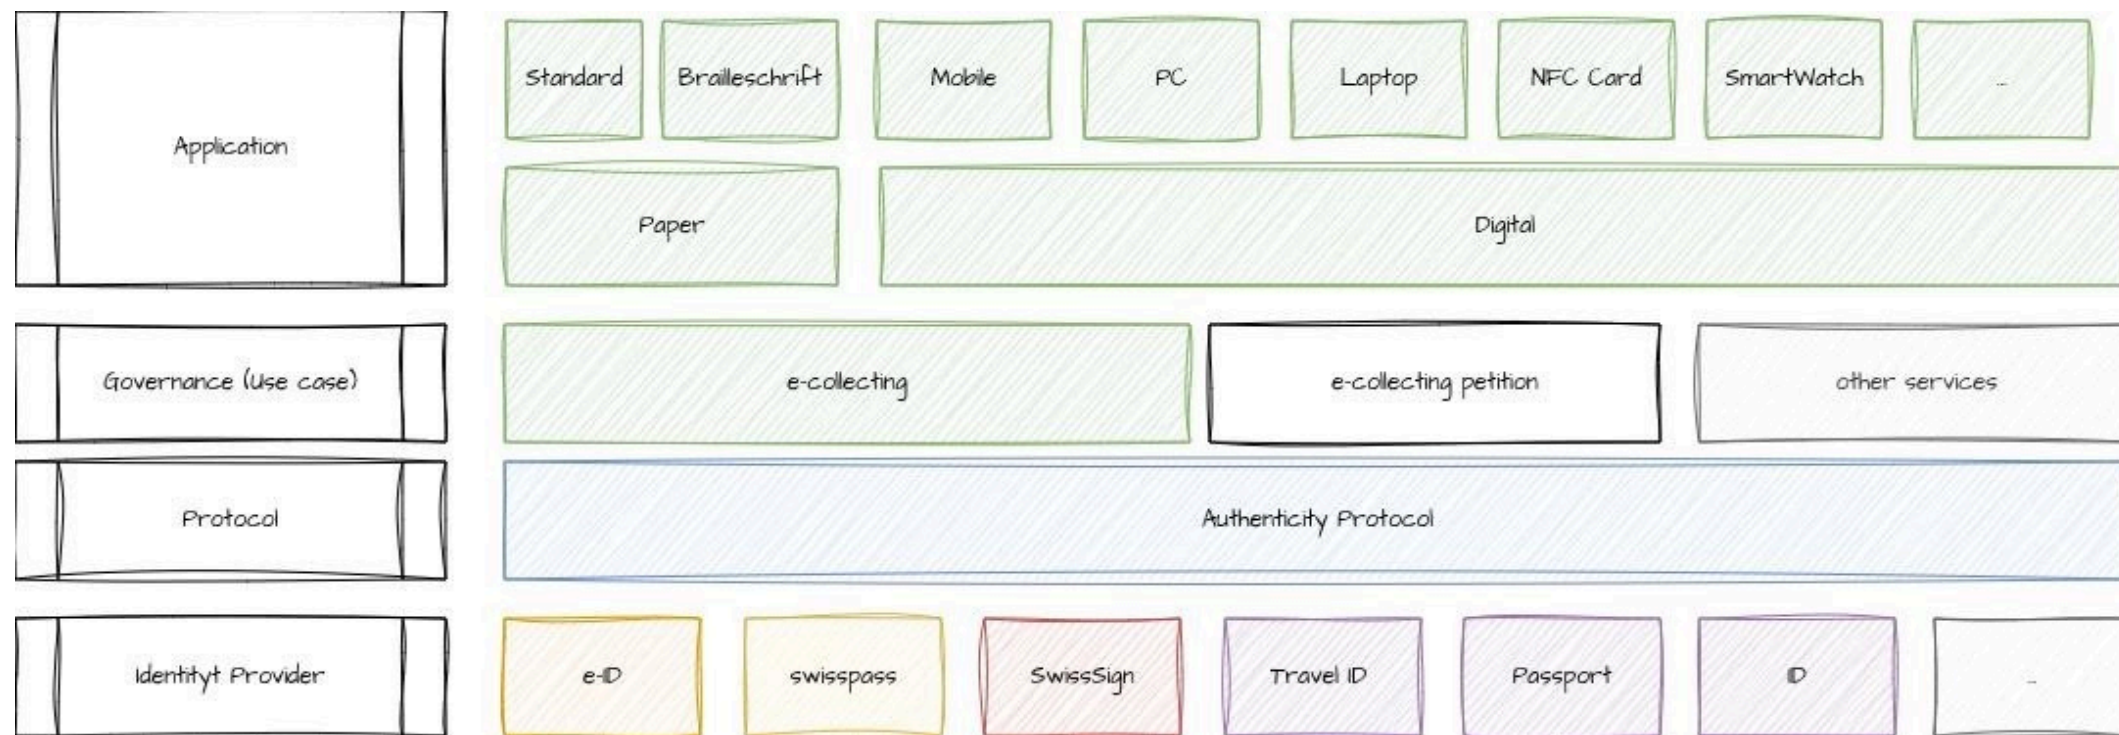 Application
Standard
Brailleschrift
Mobile
PC
Laptop
NFC Card
SmartWatch
...
Paper
Digital
Governance (Use case)
e-collecting
e-collecting petition
other services
Protocol
Authenticity Protocol
Identityt Provider
e-ID
swisspass
SwissSign
Travel ID
Passport
ID
...